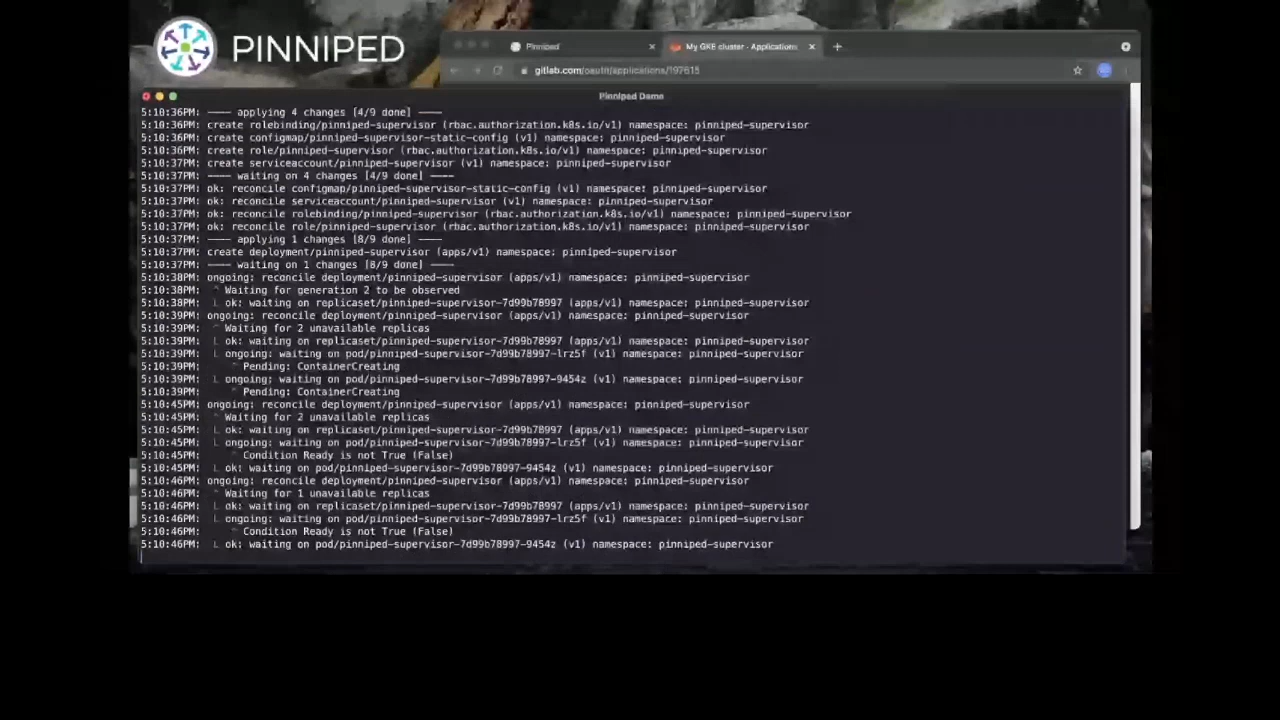 PINNIPED
Pinniped
My GKE cluster - Applications
gitlab.com/oauth/applications/197615
Pinniped Demo
5:10:36PM: ---- applying 4 changes [4/9 done] ----
5:10:36PM: create rolebinding/pinniped-supervisor (rbac.authorization.k8s.io/v1) namespace: pinniped-supervisor
5:10:36PM: create configmap/pinniped-supervisor-static-config (v1) namespace: pinniped-supervisor
5:10:36PM: create role/pinniped-supervisor (rbac.authorization.k8s.io/v1) namespace: pinniped-supervisor
5:10:37PM: create serviceaccount/pinniped-supervisor (v1) namespace: pinniped-supervisor
5:10:37PM: ---- waiting on 4 changes [4/9 done] ----
5:10:37PM: ok: reconcile configmap/pinniped-supervisor-static-config (v1) namespace: pinniped-supervisor
5:10:37PM: ok: reconcile serviceaccount/pinniped-supervisor (v1) namespace: pinniped-supervisor
5:10:37PM: ok: reconcile rolebinding/pinniped-supervisor (rbac.authorization.k8s.io/v1) namespace: pinniped-supervisor
5:10:37PM: ok: reconcile role/pinniped-supervisor (rbac.authorization.k8s.io/v1) namespace: pinniped-supervisor
5:10:37PM: ---- applying 1 changes [8/9 done] ----
5:10:37PM: create deployment/pinniped-supervisor (apps/v1) namespace: pinniped-supervisor
5:10:37PM: ---- waiting on 1 changes [8/9 done] ----
5:10:38PM: ongoing: reconcile deployment/pinniped-supervisor (apps/v1) namespace: pinniped-supervisor
5:10:38PM:  ^ Waiting for generation 2 to be observed
5:10:38PM:  L ok: waiting on replicaset/pinniped-supervisor-7d99b78997 (apps/v1) namespace: pinniped-supervisor
5:10:39PM: ongoing: reconcile deployment/pinniped-supervisor (apps/v1) namespace: pinniped-supervisor
5:10:39PM:  ^ Waiting for 2 unavailable replicas
5:10:39PM:  L ok: waiting on replicaset/pinniped-supervisor-7d99b78997 (apps/v1) namespace: pinniped-supervisor
5:10:39PM:  L ongoing: waiting on pod/pinniped-supervisor-7d99b78997-lrz5f (v1) namespace: pinniped-supervisor
5:10:39PM:    ^ Pending: ContainerCreating
5:10:39PM:  L ongoing: waiting on pod/pinniped-supervisor-7d99b78997-9454z (v1) namespace: pinniped-supervisor
5:10:39PM:    ^ Pending: ContainerCreating
5:10:45PM: ongoing: reconcile deployment/pinniped-supervisor (apps/v1) namespace: pinniped-supervisor
5:10:45PM:  ^ Waiting for 2 unavailable replicas
5:10:45PM:  L ok: waiting on replicaset/pinniped-supervisor-7d99b78997 (apps/v1) namespace: pinniped-supervisor
5:10:45PM:  L ongoing: waiting on pod/pinniped-supervisor-7d99b78997-lrz5f (v1) namespace: pinniped-supervisor
5:10:45PM:    ^ Condition Ready is not True (False)
5:10:45PM:  L ok: waiting on pod/pinniped-supervisor-7d99b78997-9454z (v1) namespace: pinniped-supervisor
5:10:46PM: ongoing: reconcile deployment/pinniped-supervisor (apps/v1) namespace: pinniped-supervisor
5:10:46PM:  ^ Waiting for 1 unavailable replicas
5:10:46PM:  L ok: waiting on replicaset/pinniped-supervisor-7d99b78997 (apps/v1) namespace: pinniped-supervisor
5:10:46PM:  L ongoing: waiting on pod/pinniped-supervisor-7d99b78997-lrz5f (v1) namespace: pinniped-supervisor
5:10:46PM:    ^ Condition Ready is not True (False)
5:10:46PM:  L ok: waiting on pod/pinniped-supervisor-7d99b78997-9454z (v1) namespace: pinniped-supervisor